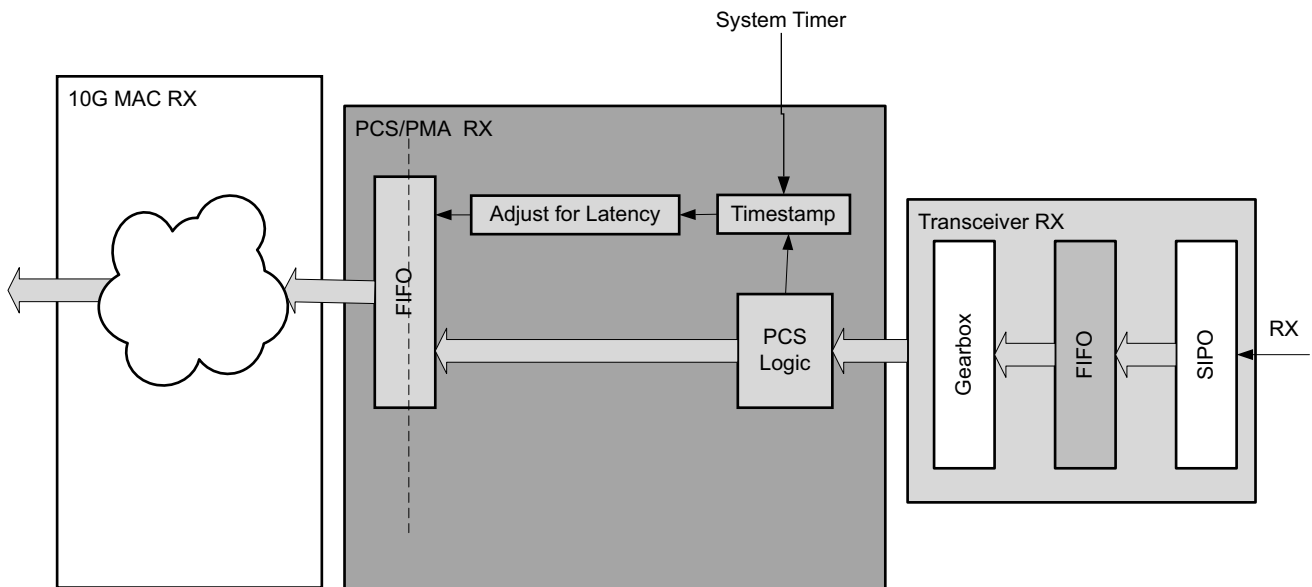 System Timer
10G MAC RX
PCS/PMA RX
FIFO
Adjust for Latency
Timestamp
PCS
Logic
Transceiver RX
Gearbox
FIFO
SIPO
RX